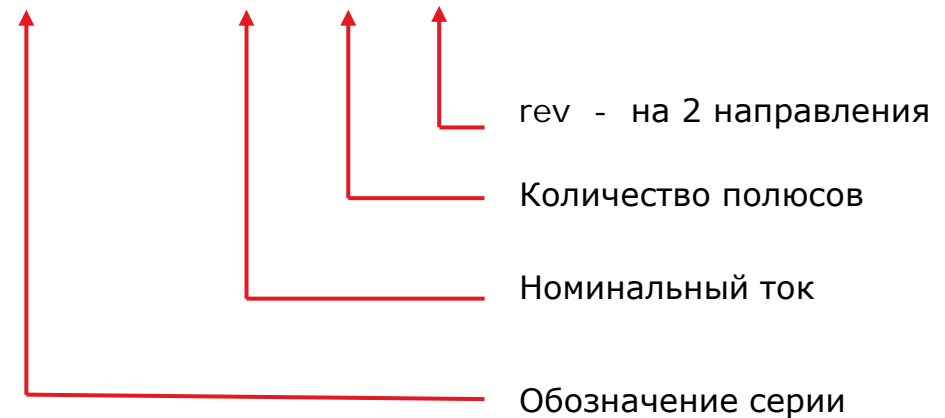 rev - на 2 направления
Количество полюсов
Номинальный ток
Обозначение серии